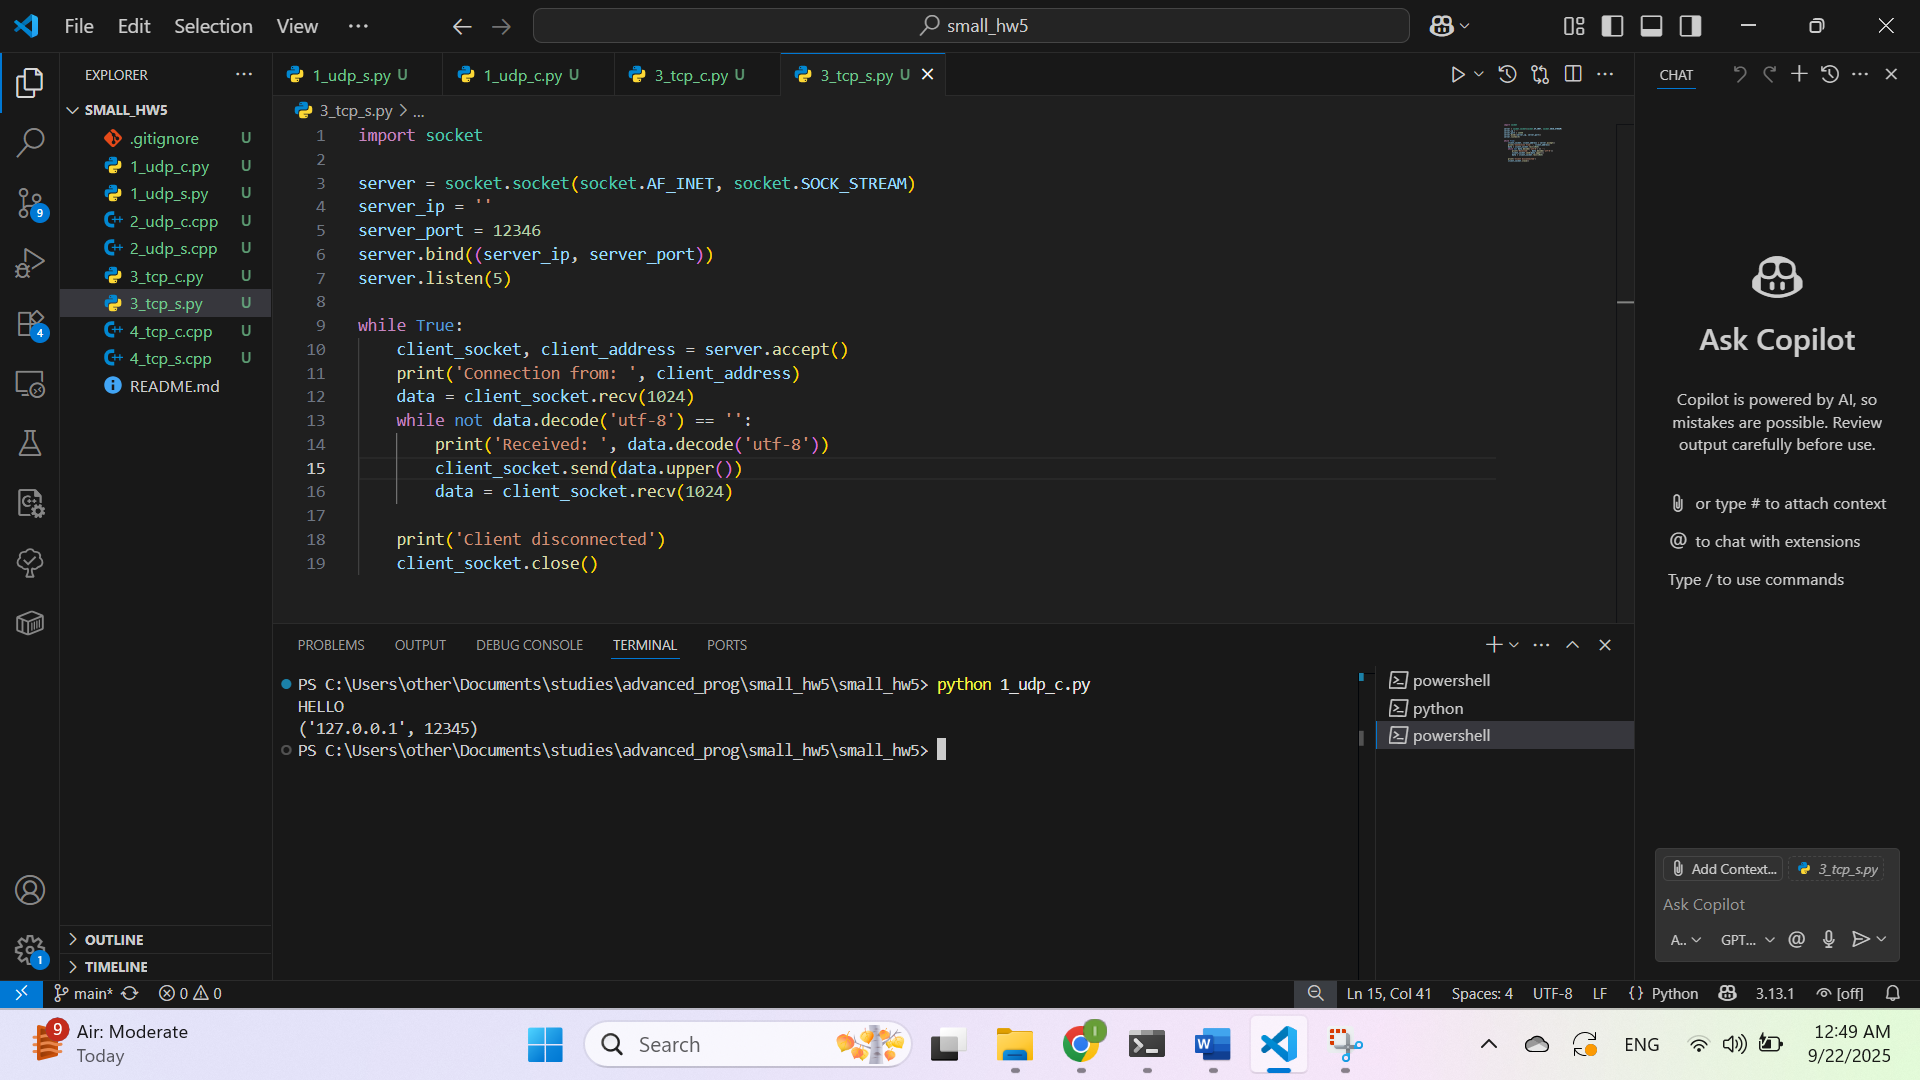 File Edit Selection View ···
small_hw5
EXPLORER
SMALL_HW5
.gitignore U
1_udp_c.py U
1_udp_s.py U
2_udp_c.cpp U
2_udp_s.cpp U
3_tcp_c.py U
3_tcp_s.py U
4_tcp_c.cpp U
4_tcp_s.cpp U
README.md
OUTLINE
TIMELINE
9
4
1
1_udp_s.py U
1_udp_c.py U
3_tcp_c.py U
3_tcp_s.py U
3_tcp_s.py > ...
1 import socket
2
3 server = socket.socket(socket.AF_INET, socket.SOCK_STREAM)
4 server_ip = ''
5 server_port = 12346
6 server.bind((server_ip, server_port))
7 server.listen(5)
8
9 while True:
10 client_socket, client_address = server.accept()
11 print('Connection from: ', client_address)
12 data = client_socket.recv(1024)
13 while not data.decode('utf-8') == '':
14 print('Received: ', data.decode('utf-8'))
15 client_socket.send(data.upper())
16 data = client_socket.recv(1024)
17
18 print('Client disconnected')
19 client_socket.close()
PROBLEMS OUTPUT DEBUG CONSOLE TERMINAL PORTS
PS C:\Users\other\Documents\studies\advanced_prog\small_hw5\small_hw5> python 1_udp_c.py
HELLO
('127.0.0.1', 12345)
PS C:\Users\other\Documents\studies\advanced_prog\small_hw5\small_hw5>
powershell
python
powershell
CHAT
Ask Copilot
Copilot is powered by AI, so
mistakes are possible. Review
output carefully before use.
or type # to attach context
@ to chat with extensions
Type / to use commands
Add Context... 3_tcp_s.py
Ask Copilot
A.. GPT... @
main* 0 0
Ln 15, Col 41 Spaces: 4 UTF-8 LF {} Python 3.13.1 [off]
9
Air: Moderate
Today
Search
W
1
ENG
12:49 AM
9/22/2025